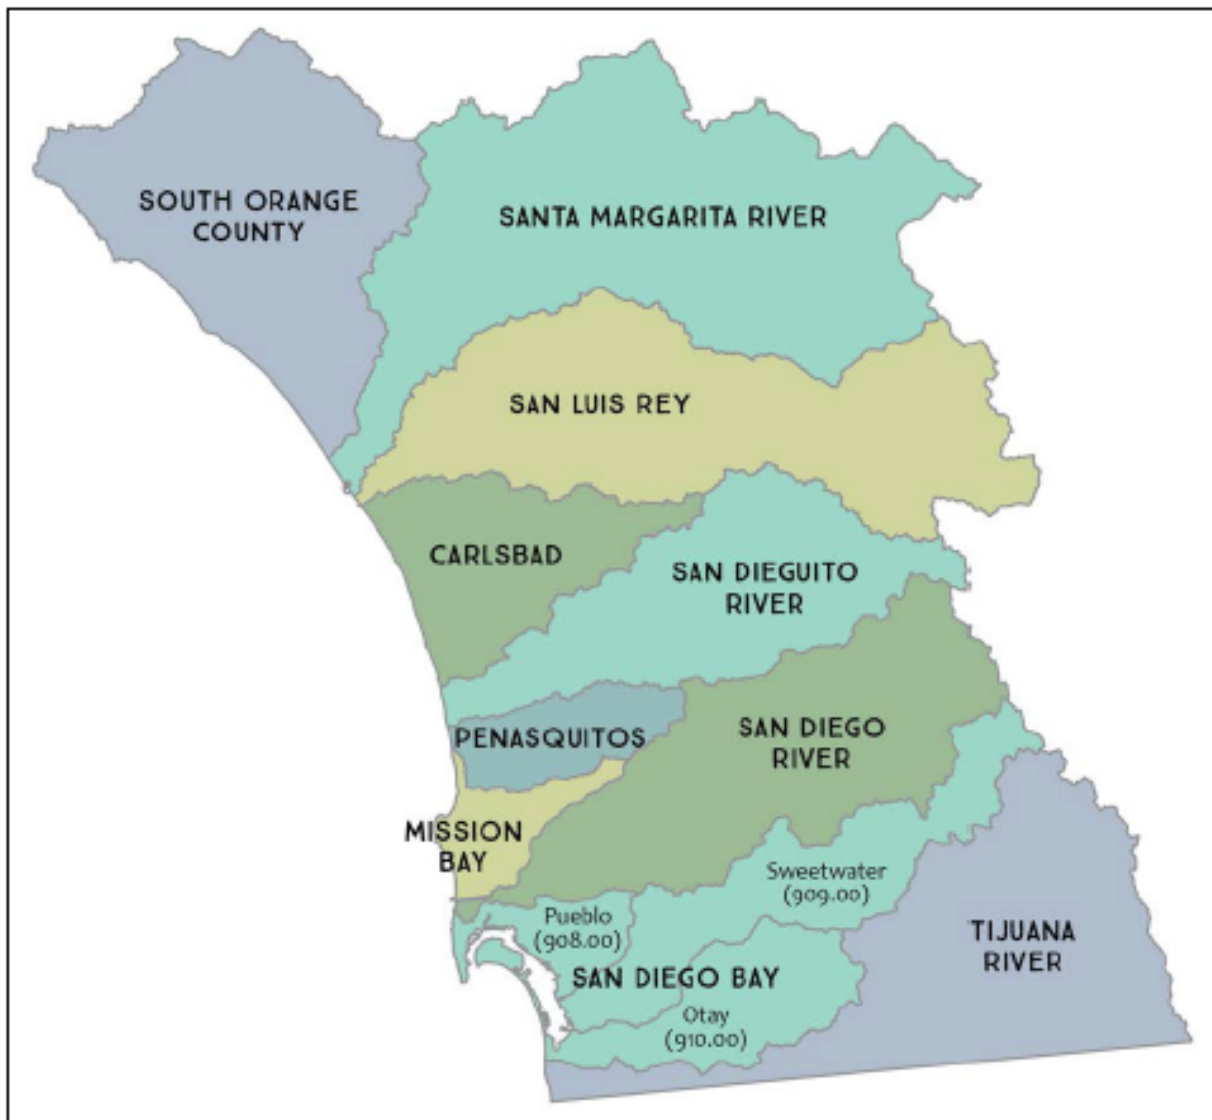 SOUTH ORANGE
COUNTY
SANTA MARGARITA RIVER
SAN LUIS REY
CARLSBAD
SAN DIEGUITO
RIVER
PENASQUITOS
SAN DIEGO
RIVER
MISSION
BAY
Sweetwater
(909.00)
Pueblo
(908.00)
TIJUANA
RIVER
SAN DIEGO BAY
Otay
(910.00)